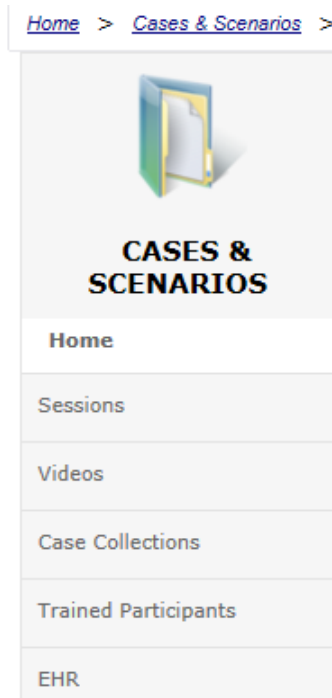 Home > Cases & Scenarios >
CASES &
SCENARIOS
Home
Sessions
Videos
Case Collections
Trained Participants
EHR